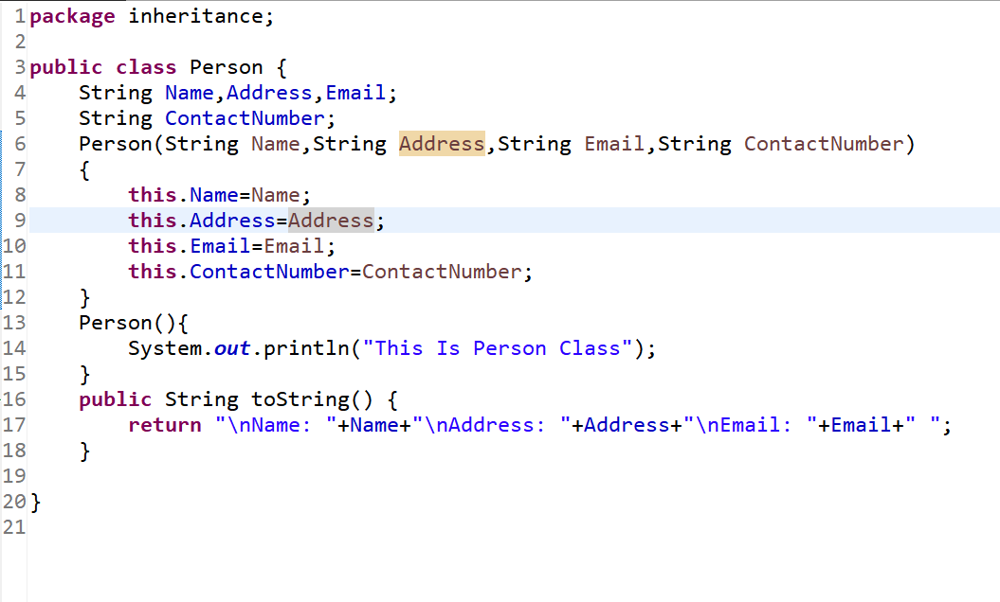 1 package inheritance;
2
3 public class Person {
4     String Name,Address,Email;
5     String ContactNumber;
6     Person(String Name,String Address,String Email,String ContactNumber)
7     {
8         this.Name=Name;
9         this.Address=Address;
10         this.Email=Email;
11         this.ContactNumber=ContactNumber;
12     }
13     Person(){
14         System.out.println("This Is Person Class");
15     }
16     public String toString() {
17         return "\nName: "+Name+"\nAddress: "+Address+"\nEmail: "+Email+" ";
18     }
19
20 }
21